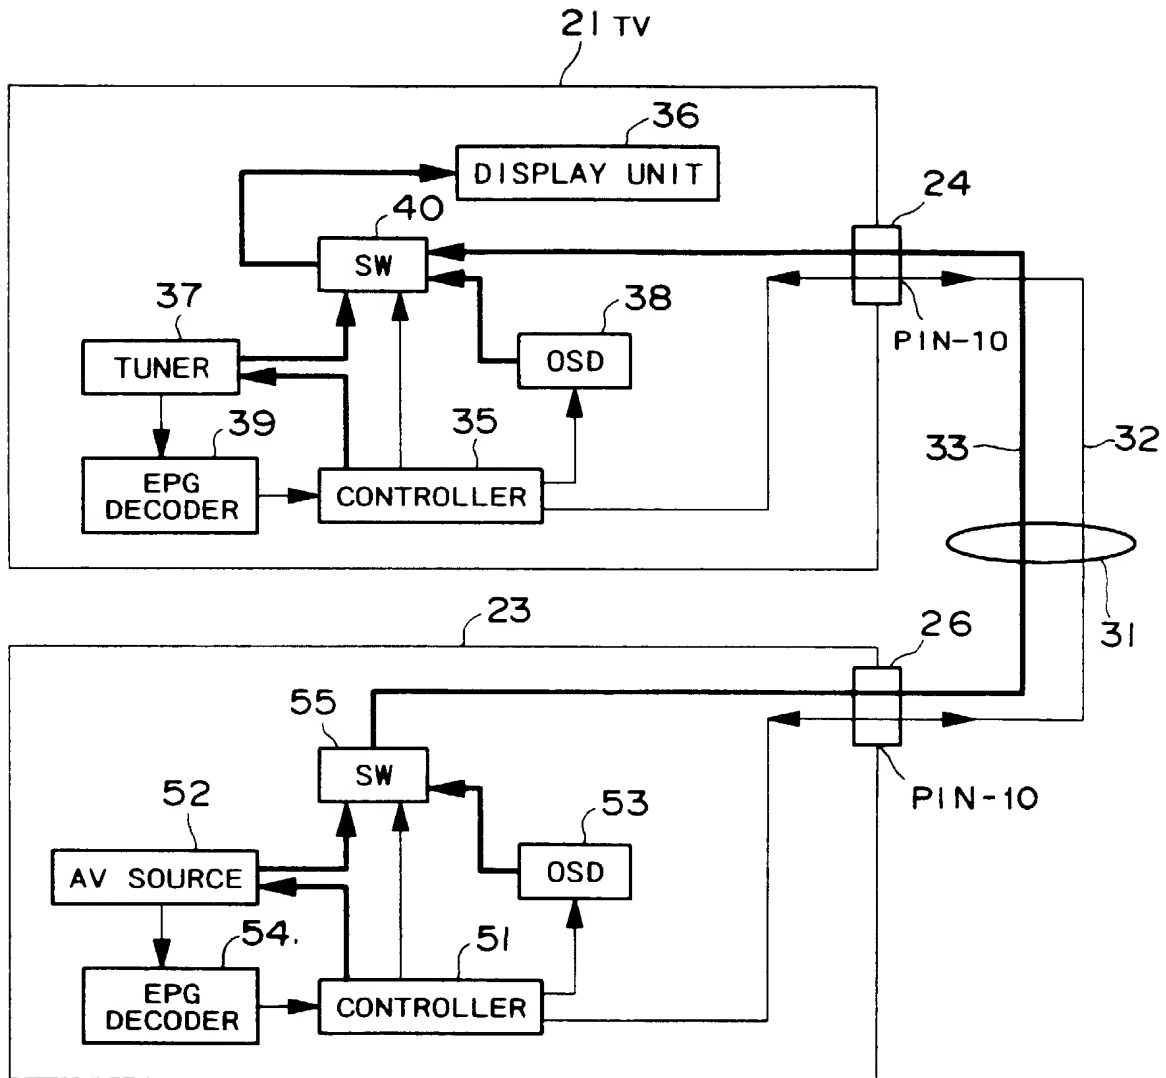 21 TV
36
DISPLAY UNIT
24
40
SW
37
38
TUNER
OSD
PIN-10
39
35
33
32
EPG
DECODER
CONTROLLER
31
23
26
55
SW
PIN-10
52
53
AV SOURCE
OSD
54.
51
EPG
DECODER
CONTROLLER